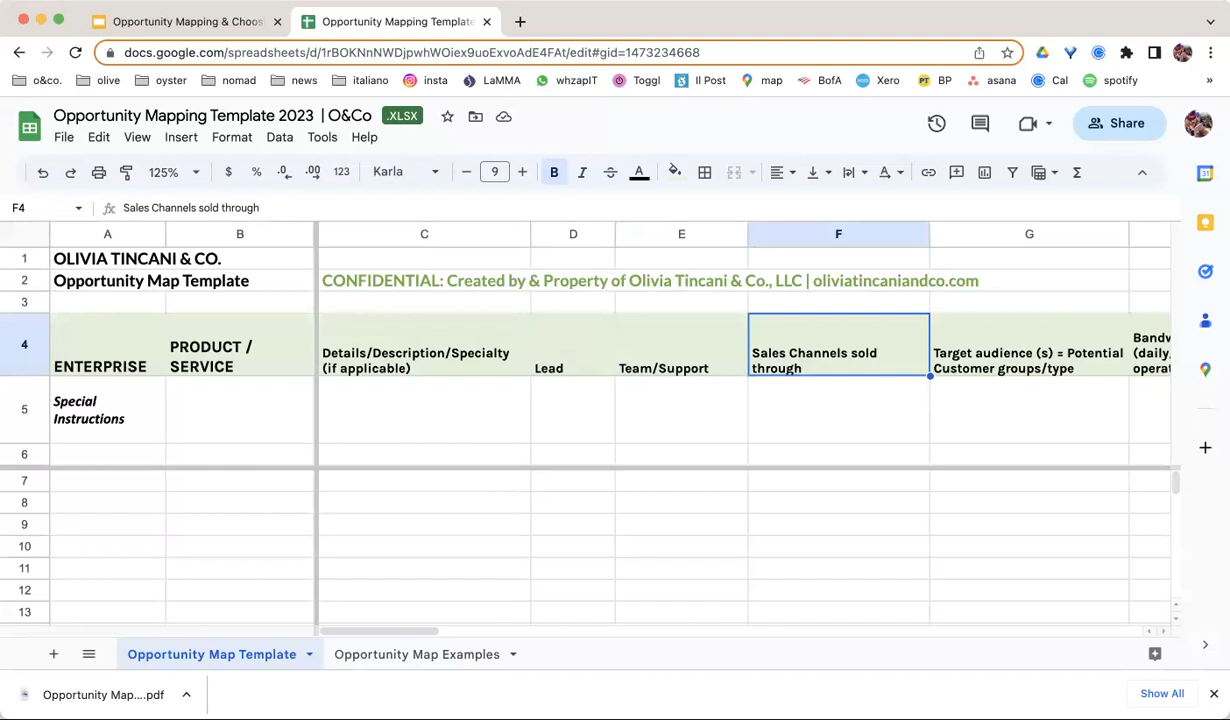 Opportunity Mapping & Choos
Opportunity Mapping Template
docs.google.com/spreadsheets/d/1rBOKNnNWDjpwhWOiex9uoExvoAdE4FAt/edit#gid=1473234668
o&co. olive oyster nomad news italiano insta LaMMA whzapIT Toggl Il Post map BofA Xero BP asana Cal spotify »
Opportunity Mapping Template 2023 | O&Co .XLSX
File Edit View Insert Format Data Tools Help
Share
125% $ % .0 .00 123 Karla 9 B I S A
F4 fx Sales Channels sold through
A B C D E F G
1 OLIVIA TINCANI & CO.
2 Opportunity Map Template CONFIDENTIAL: Created by & Property of Olivia Tincani & Co., LLC | oliviatincaniandco.com
3
4 ENTERPRISE
PRODUCT /
SERVICE
Details/Description/Specialty
(if applicable)
Lead
Team/Support
Sales Channels sold
through
Target audience (s) = Potential
Customer groups/type
Bandw
(daily,
operat
5 Special
Instructions
6
7
8
9
10
11
12
13
Opportunity Map Template Opportunity Map Examples
Opportunity Map....pdf
Show All